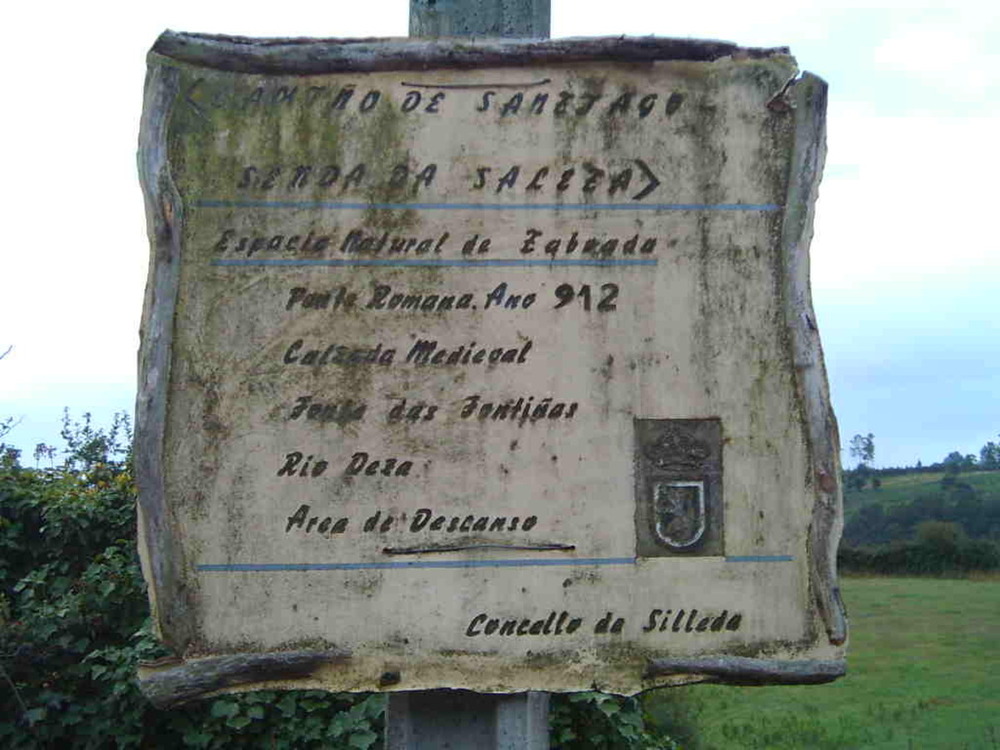 <CAMIÑO DE SANTIAGO -
SENDA DA SALEZA>
Espacio Natural de Taboada
Ponte Romana. Ano 912
Calzada Medieval
Fonte das Fontiñas
Rio Deza
Area de Descanso
Concello de Silleda